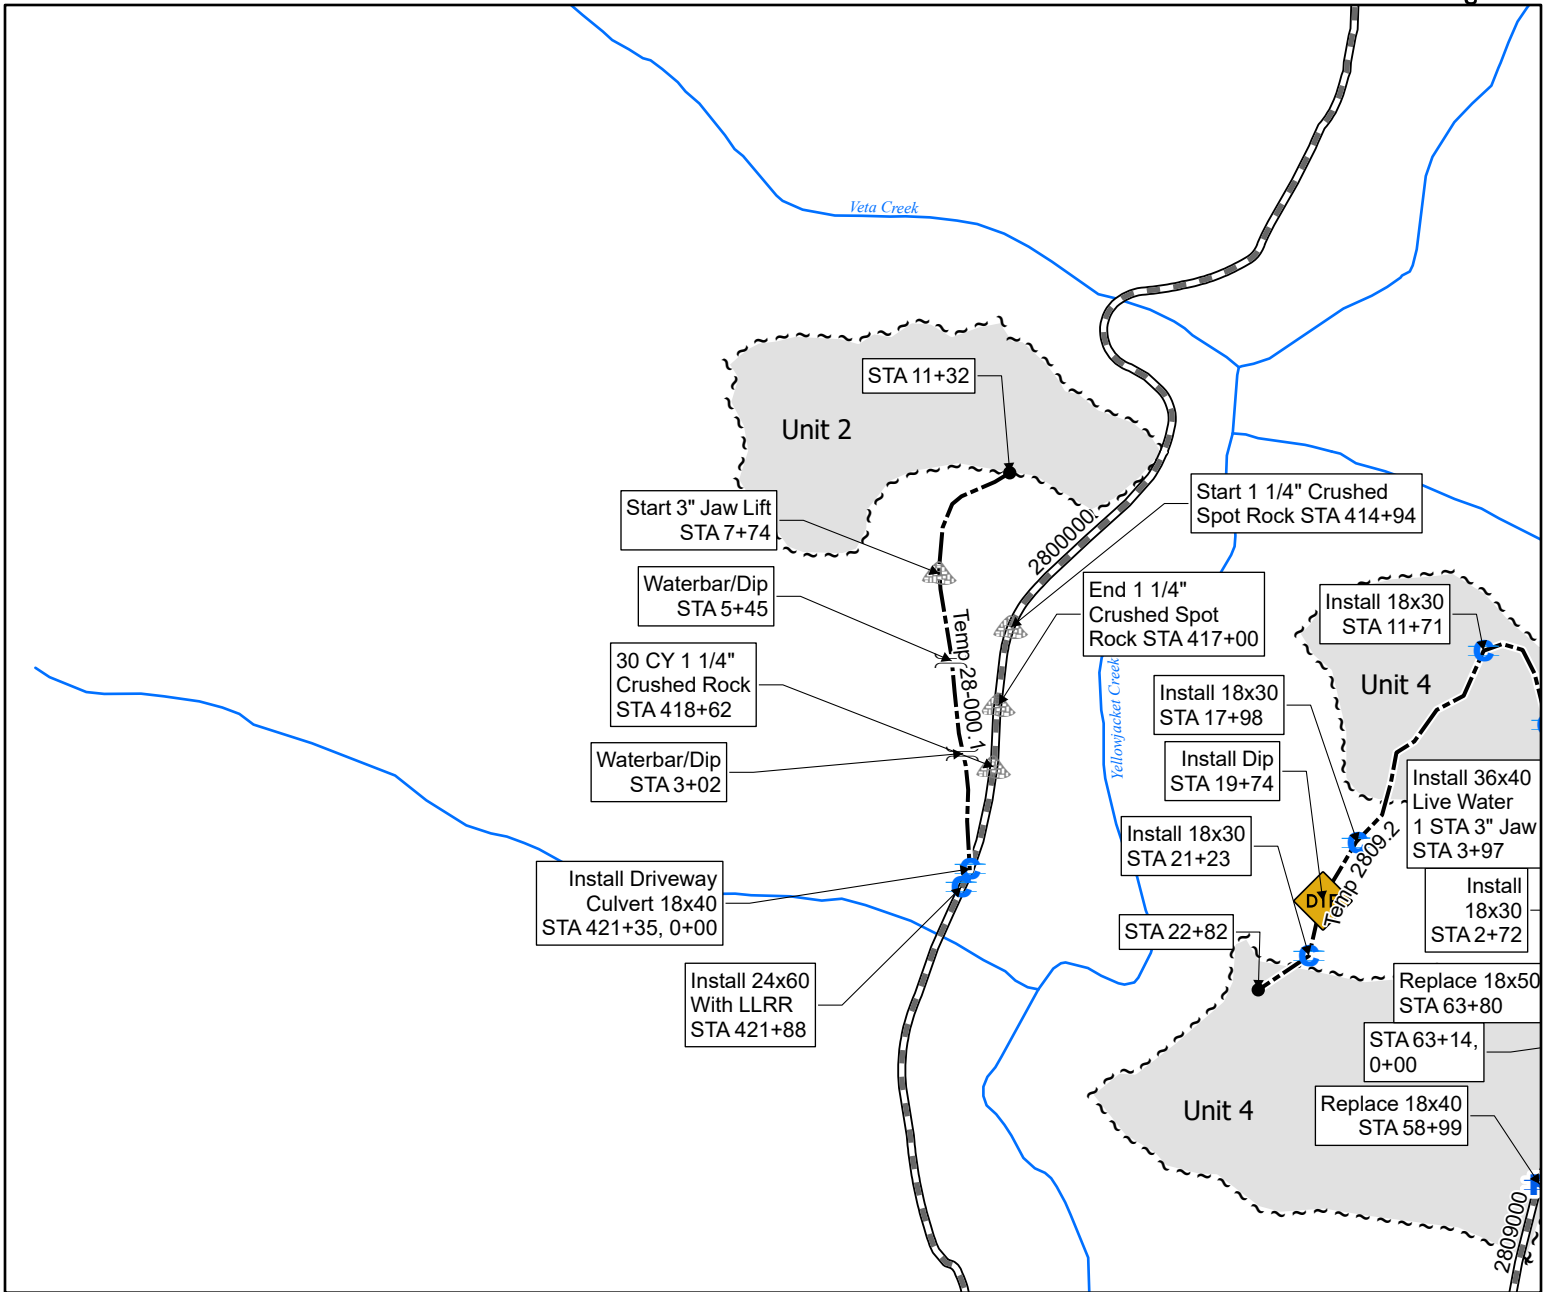 Veta Creek
STA 11+32
Unit 2
Start 3" Jaw Lift
STA 7+74
Start 1 1/4" Crushed
Spot Rock STA 414+94
2800000
Waterbar/Dip
STA 5+45
End 1 1/4"
Crushed Spot
Rock STA 417+00
Install 18x30
STA 11+71
Temp 28-000.1
30 CY 1 1/4"
Crushed Rock
STA 418+62
Yellowjacket Creek
Unit 4
Install 18x30
STA 17+98
Waterbar/Dip
STA 3+02
Install Dip
STA 19+74
Install 36x40
Live Water
1 STA 3" Jaw
STA 3+97
Install 18x30
STA 21+23
Temp 2809.2
Install Driveway
Culvert 18x40
STA 421+35, 0+00
Install
18x30
STA 2+72
STA 22+82
Install 24x60
With LLRR
STA 421+88
Replace 18x50
STA 63+80
STA 63+14,
0+00
Unit 4
Replace 18x40
STA 58+99
2809000